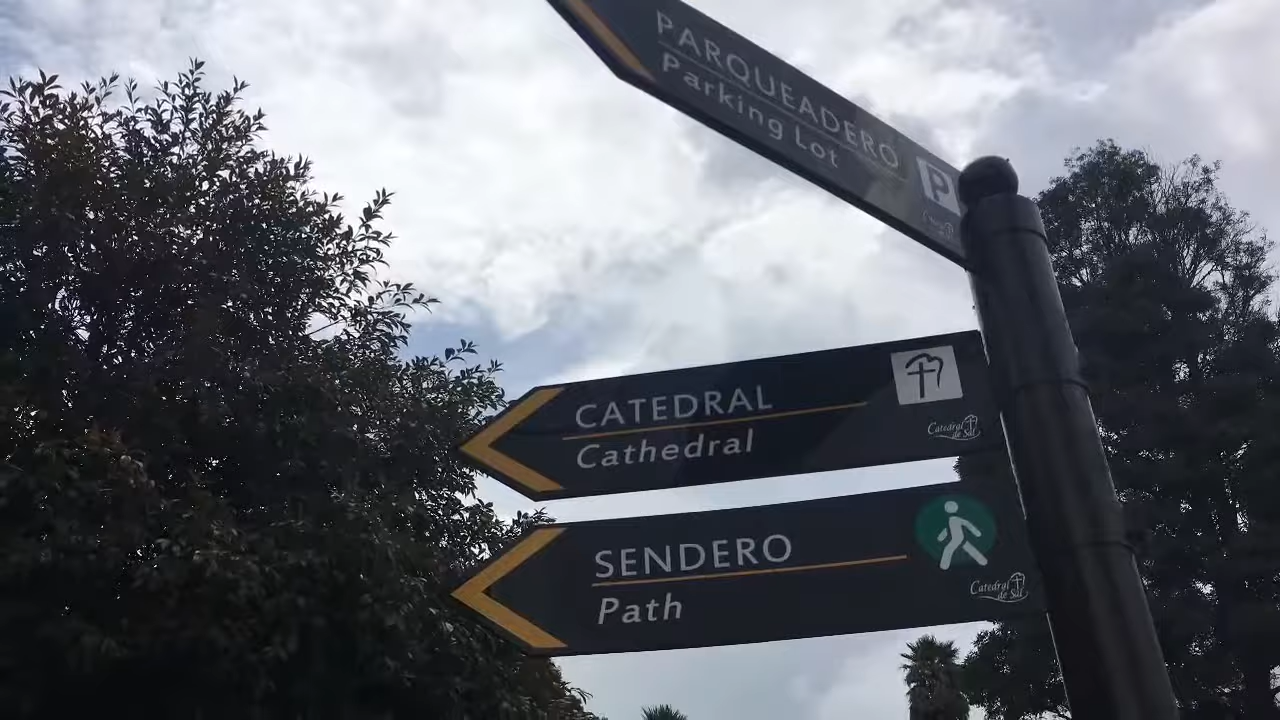 PARQUEADERO
Parking Lot
P
CATEDRAL
Cathedral
Catedral
de Sal
SENDERO
Path
Catedral
de Sal